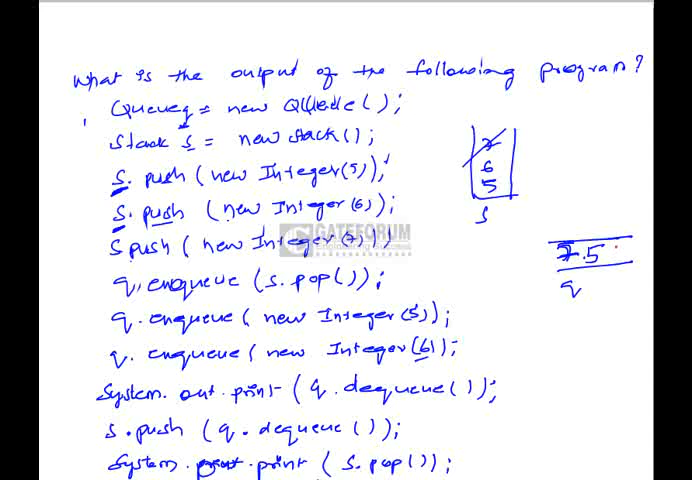 What is the output of the following program?
Queue q = new Queue();
Stack s = new stack();
s. push (new Integer(5));
s. push (new Integer(6));
s push (new Integer(7));
q. enqueue (s. pop());
q. enqueue (new Integer(5));
q. enqueue (new Integer(6));
System. out. print (q. dequeue());
s. push (q. dequeue());
System. out. print (s. pop());
7
6
5
s
7. 5
q
GATEFORUM